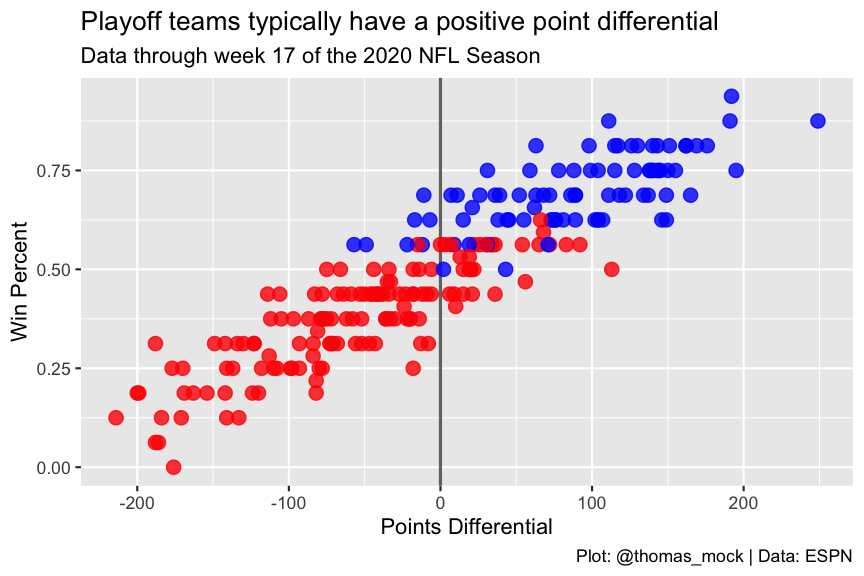 Playoff teams typically have a positive point differential
Data through week 17 of the 2020 NFL Season
Win Percent
0.75
0.50
0.25
0.00
-200 -100 0 100 200
Points Differential
Plot: @thomas_mock | Data: ESPN